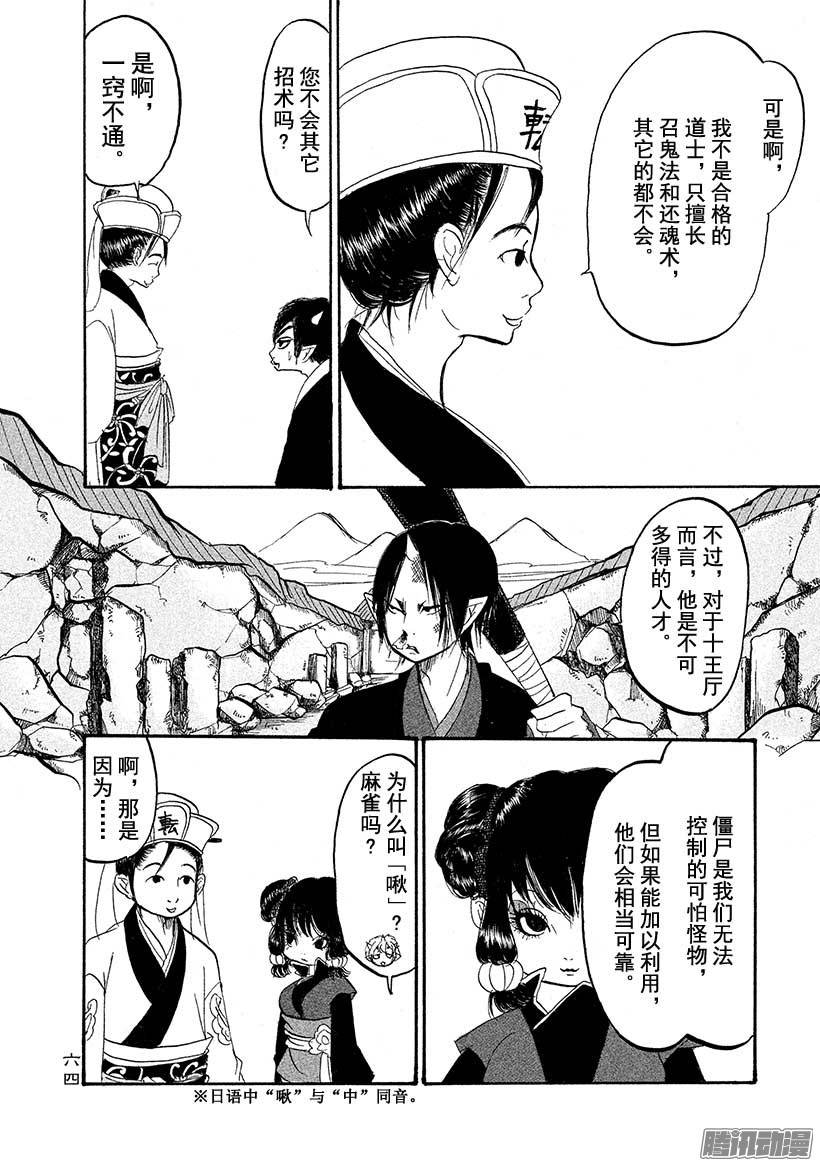 可是啊，
我不是合格的
道士，只擅长
召鬼法和还魂术，
其它的都不会。
転
您不会其它
招术吗？
是啊，
一窍不通。
不过，对于十王厅
而言，他是不可
多得的人才。
僵尸是我们无法
控制的可怕怪物，
但如果能加以利用，
他们会相当可靠。
为什么叫「啾」？
麻雀吗？
啊，那是
因为……
転
六四
※日语中“啾”与“中”同音。
腾讯动漫